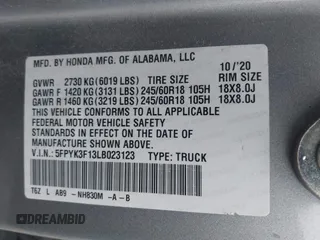 MFD. BY HONDA MFG. OF ALABAMA, LLC 10/'20
GVWR 2730 KG(6019 LBS) TIRE SIZE RIM SIZE
GAWR F 1420 KG(3131 LBS) 245/60R18 105H 18X8.0J
GAWR R 1460 KG(3219 LBS) 245/60R18 105H 18X8.0J
THIS VEHICLE CONFORMS TO ALL APPLICABLE
FEDERAL MOTOR VEHICLE SAFETY
STANDARDS IN EFFECT ON THE DATE OF
MANUFACTURE SHOWN ABOVE.
V.I.N.: 5FPYK3F13LB023123 TYPE: TRUCK
T6Z L AB9 -NH830M -A -B
© DREAMBID
COPYRIGHTED